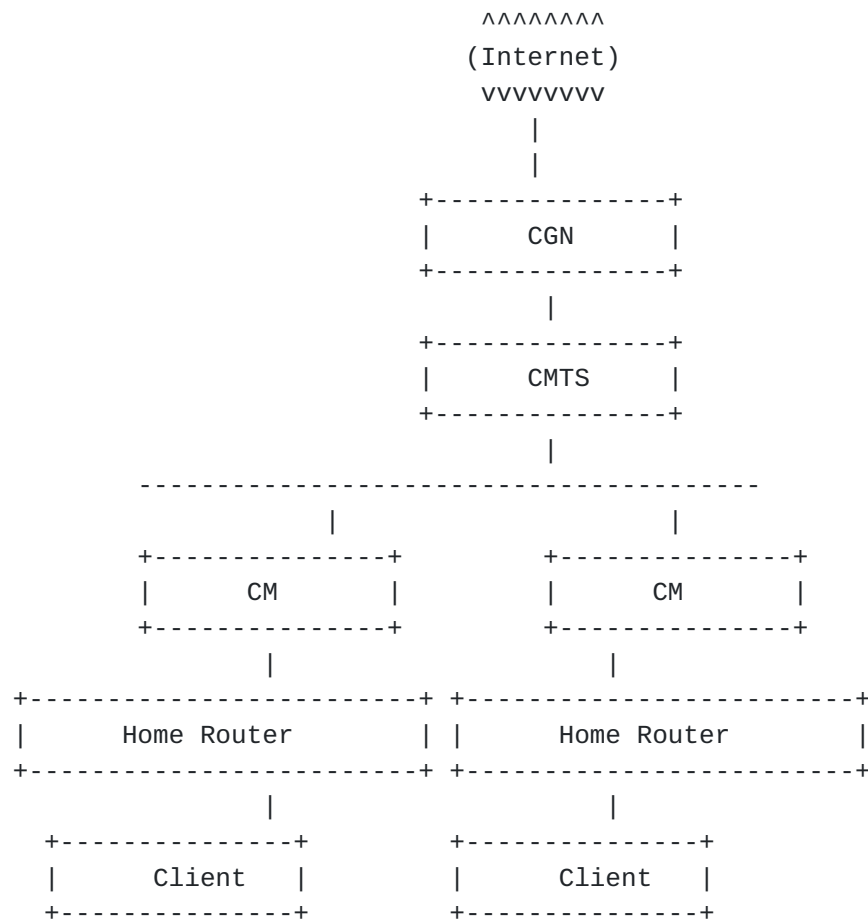 ^^^^^^^^
(Internet)
vvvvvvvv
|
|
+---------------+
|      CGN      |
+---------------+
|
+---------------+
|      CMTS     |
+---------------+
|
----------------------------------------
|                     |
+---------------+         +---------------+
|      CM       |         |      CM       |
+---------------+         +---------------+
|                     |
+-------------------------+ +-------------------------+
|      Home Router        | |      Home Router        |
+-------------------------+ +-------------------------+
|                     |
+---------------+         +---------------+
|      Client   |         |      Client   |
+---------------+         +---------------+